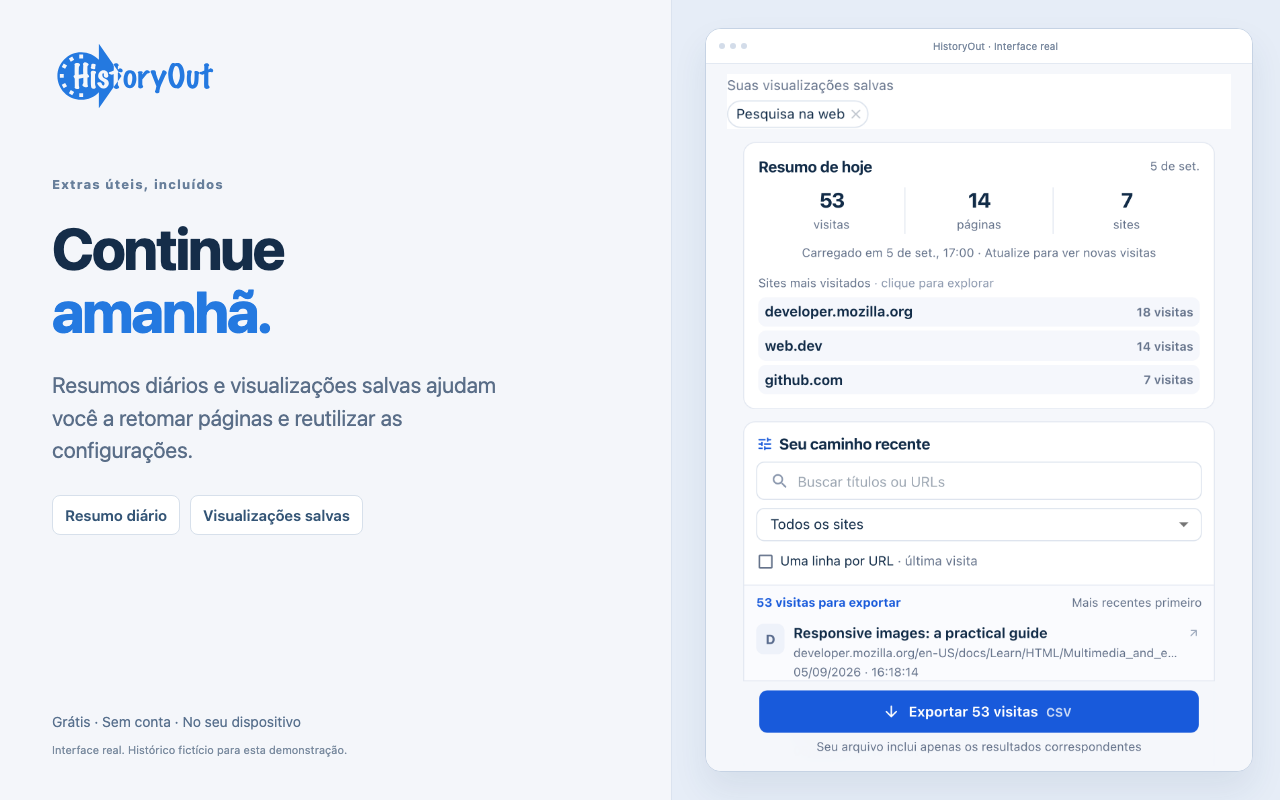 HistoryOut
Extras úteis, incluídos
Continue
amanhã.
Resumos diários e visualizações salvas ajudam
você a retomar páginas e reutilizar as
configurações.
Resumo diário
Visualizações salvas
Grátis · Sem conta · No seu dispositivo
Interface real. Histórico fictício para esta demonstração.
HistoryOut · Interface real
Suas visualizações salvas
Pesquisa na web
Resumo de hoje
5 de set.
53
14
7
visitas
páginas
sites
Carregado em 5 de set., 17:00 · Atualize para ver novas visitas
Sites mais visitados · clique para explorar
developer.mozilla.org 18 visitas
web.dev 14 visitas
github.com 7 visitas
Seu caminho recente
Buscar títulos ou URLs
Todos os sites
Uma linha por URL · última visita
53 visitas para exportar Mais recentes primeiro
D
Responsive images: a practical guide
developer.mozilla.org/en-US/docs/Learn/HTML/Multimedia_and_e...
05/09/2026 · 16:18:14
Exportar 53 visitas CSV
Seu arquivo inclui apenas os resultados correspondentes